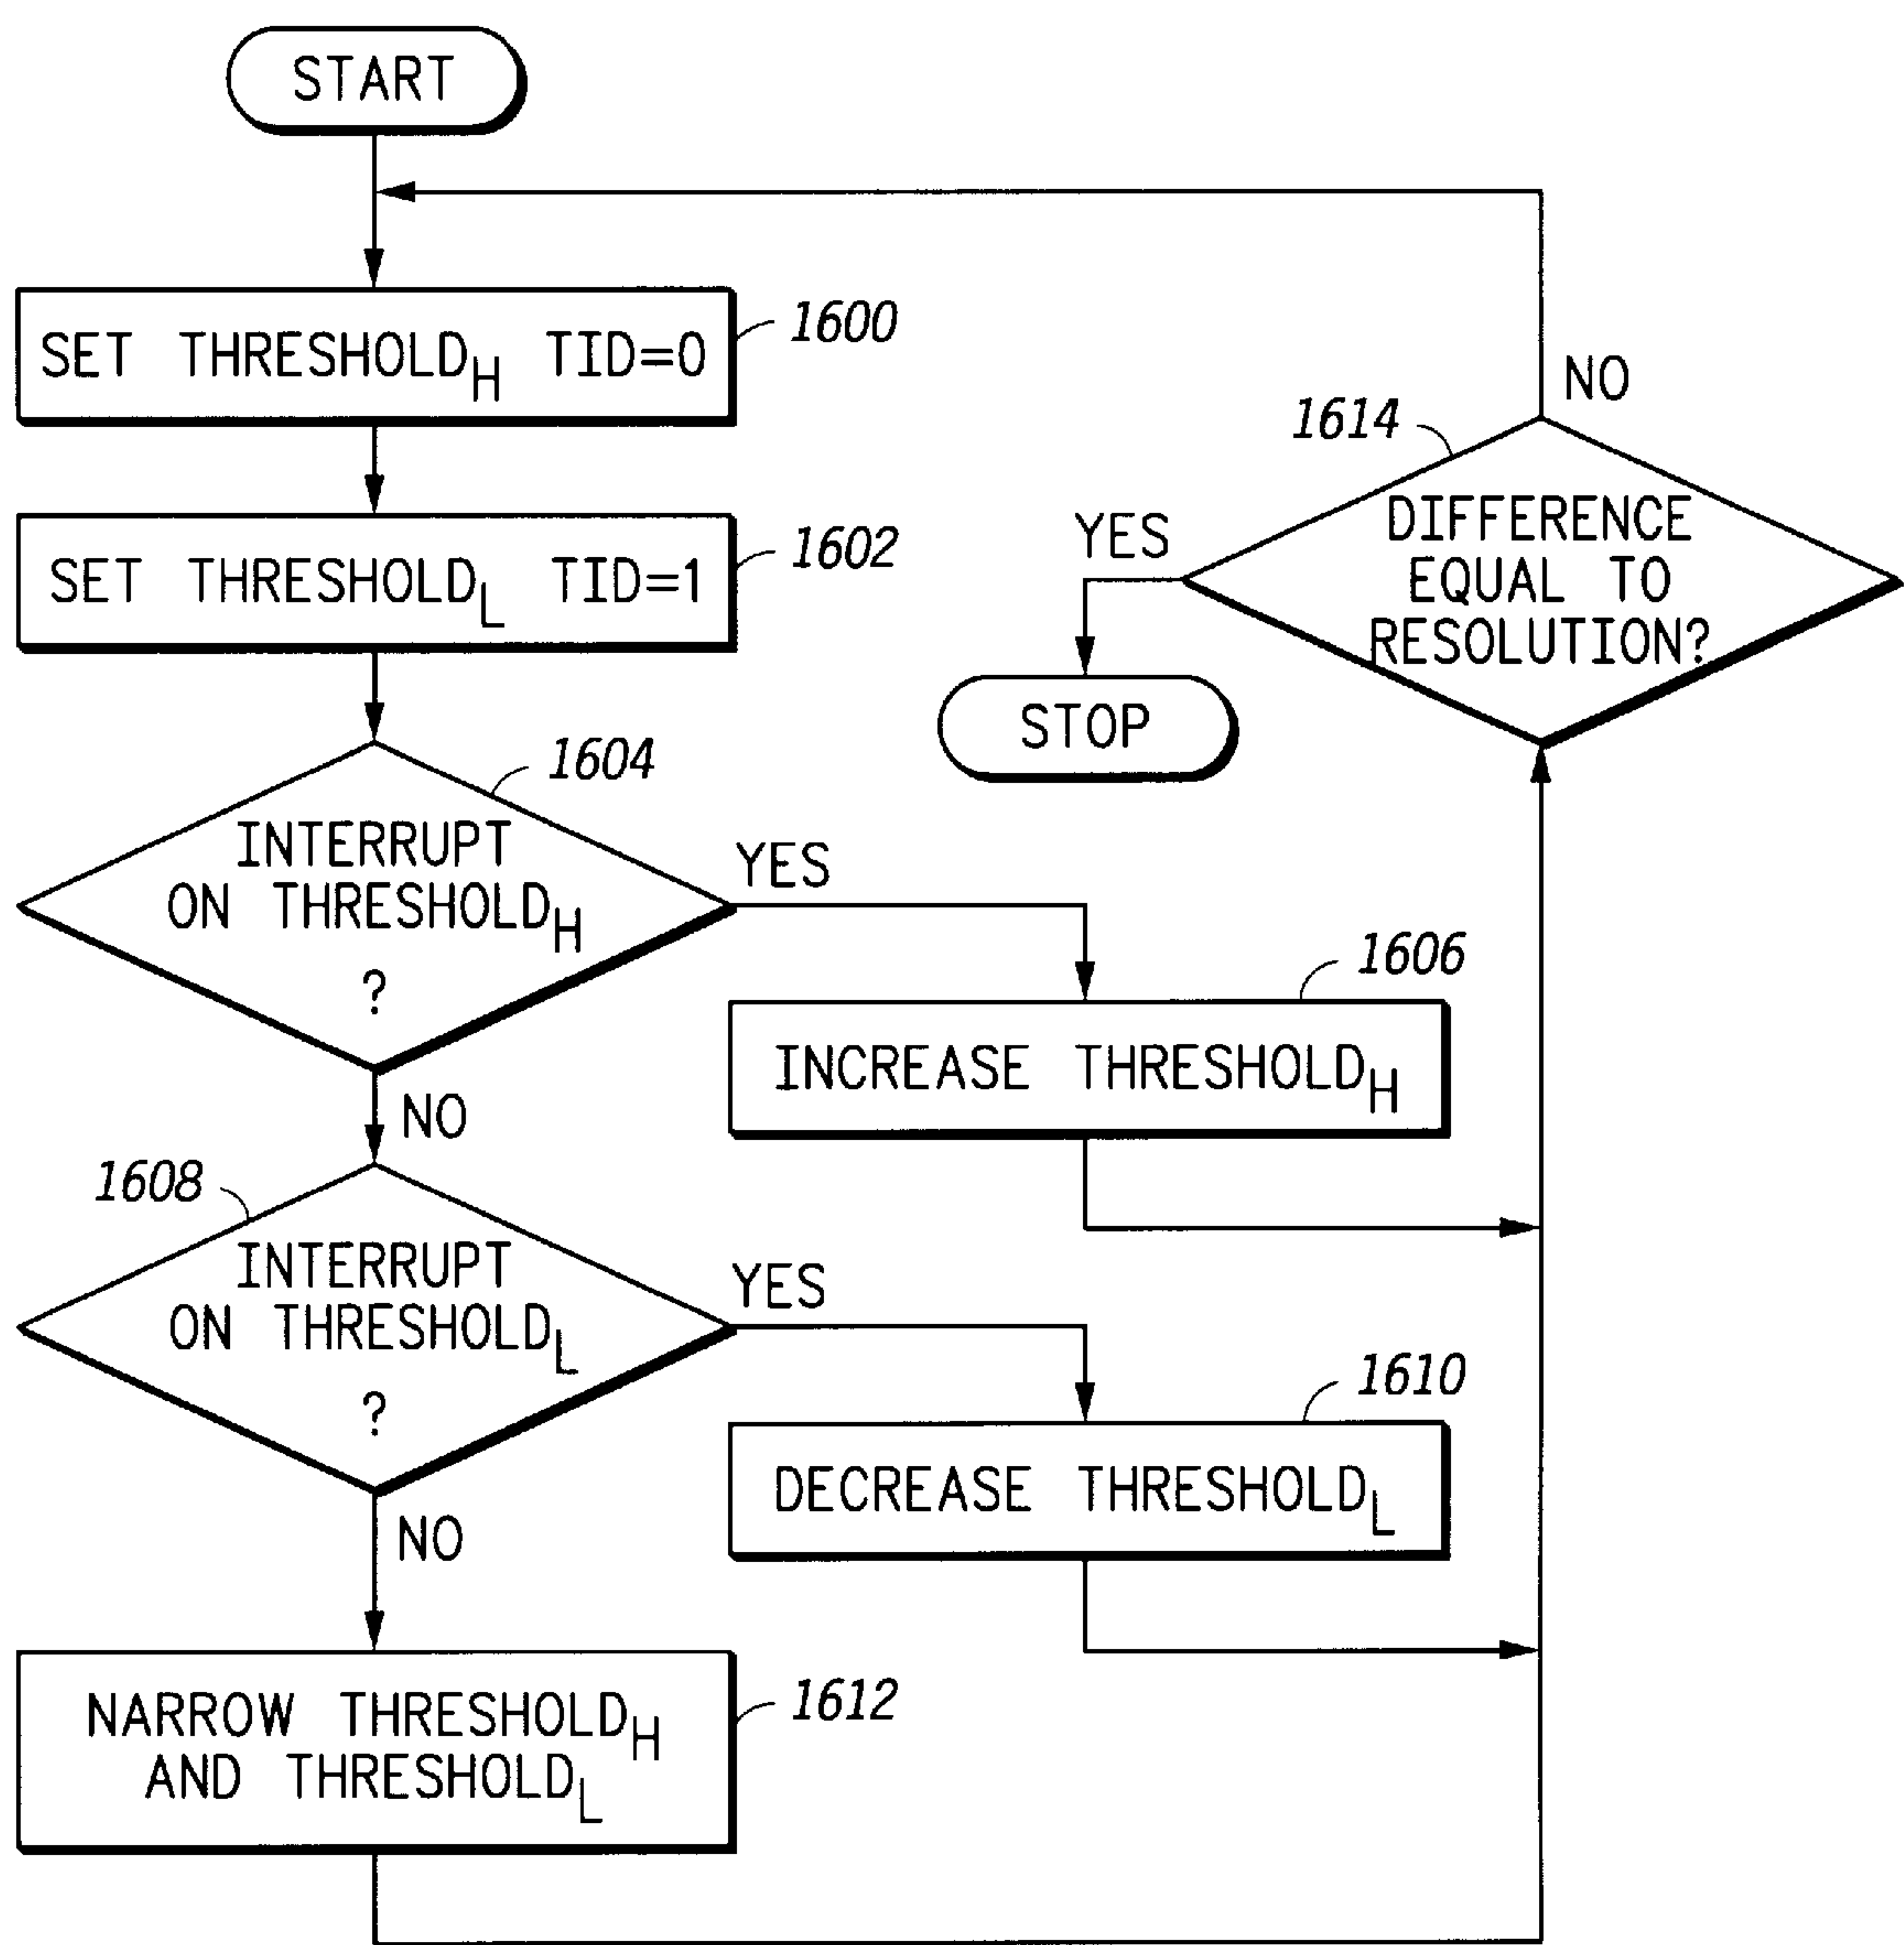 START
SET THRESHOLDH TID=0
1600
SET THRESHOLDL TID=1
1602
INTERRUPT
ON THRESHOLDH
?
1604
YES
NO
1606
INCREASE THRESHOLDH
1608
INTERRUPT
ON THRESHOLDL
?
YES
NO
1610
DECREASE THRESHOLDL
NARROW THRESHOLDH
AND THRESHOLDL
1612
1614
DIFFERENCE
EQUAL TO
RESOLUTION?
NO
YES
STOP